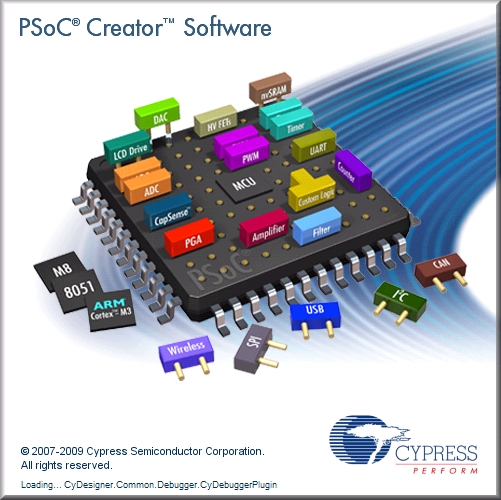 PSoC® Creator™ Software
nvSRAM
DAC
HV FETs
Timer
LCD Drive
PWM
UART
ADC
MCU
Counter
CapSense™
Custom Logic
PGA
Amplifier
Filter
PSoC
M8
8051
ARM
Cortex™ M3
CAN
I²C
USB
SPI
Wireless
CYPRESS
PERFORM
© 2007-2009 Cypress Semiconductor Corporation.
All rights reserved.
Loading... CyDesigner.Common.Debugger.CyDebuggerPlugin